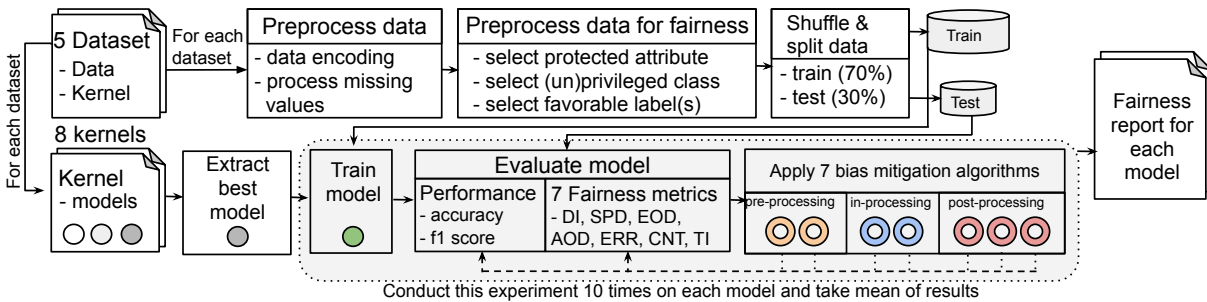 5 Dataset
- Data
- Kernel
For each
dataset
Preprocess data
- data encoding
- process missing
values
Preprocess data for fairness
- select protected attribute
- select (un)privileged class
- select favorable label(s)
Shuffle &
split data
- train (70%)
- test (30%)
Train
Test
For each dataset
8 kernels
Kernel
- models
Extract
best
model
Train
model
Evaluate model
Performance
- accuracy
- f1 score
7 Fairness metrics
- DI, SPD, EOD,
AOD, ERR, CNT, TI
Apply 7 bias mitigation algorithms
pre-processing
in-processing
post-processing
Fairness
report for
each
model
Conduct this experiment 10 times on each model and take mean of results